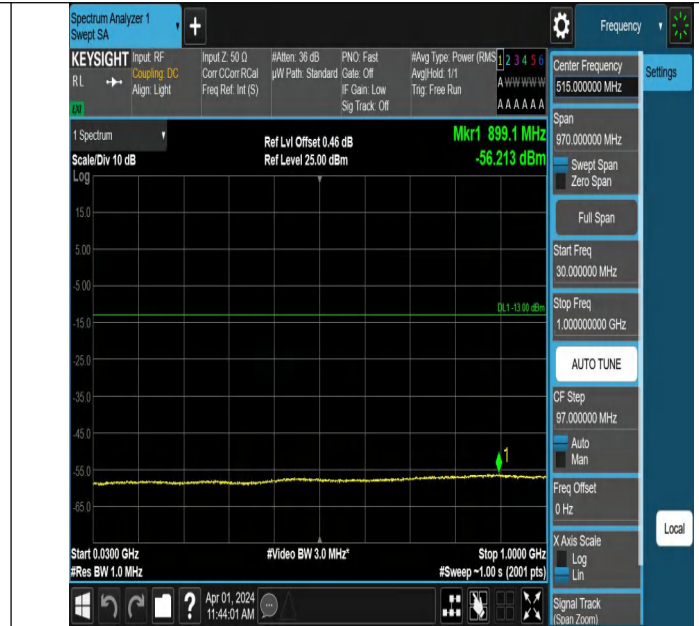 Spectrum Analyzer 1
Swept SA
+
Frequency
KEYSIGHT
RL
LXI
Input: RF
Coupling: DC
Align: Light
Input Z: 50 Ω
Corr CCorr RCal
Freq Ref: Int (S)
#Atten: 36 dB
µW Path: Standard
PNO: Fast
Gate: Off
IF Gain: Low
Sig Track: Off
#Avg Type: Power (RMS
Avg|Hold: 1/1
Trig: Free Run
1 2 3 4 5 6
A W W W W W
A A A A A A
1 Spectrum
Scale/Div 10 dB
Log
Ref Lvl Offset 0.46 dB
Ref Level 25.00 dBm
Mkr1 899.1 MHz
-56.213 dBm
15.0
5.00
-5.00
DL1 -13.00 dBm
-15.0
-25.0
-35.0
-45.0
1
-55.0
-65.0
Start 0.0300 GHz
#Res BW 1.0 MHz
#Video BW 3.0 MHz*
Stop 1.0000 GHz
#Sweep ~1.00 s (2001 pts)
Center Frequency
515.000000 MHz
Settings
Span
970.000000 MHz
Swept Span
Zero Span
Full Span
Start Freq
30.000000 MHz
Stop Freq
1.000000000 GHz
AUTO TUNE
CF Step
97.000000 MHz
Auto
Man
Freq Offset
0 Hz
X Axis Scale
Log
Lin
Local
Signal Track
(Span Zoom)
?
Apr 01, 2024
11:44:01 AM